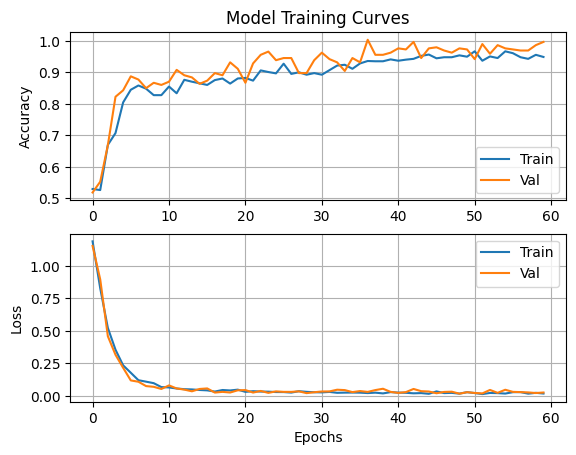 Model Training Curves
Accuracy
1.0
0.9
0.8
0.7
0.6
0.5
Train
Val
0 10 20 30 40 50 60
Loss
1.00
0.75
0.50
0.25
0.00
Train
Val
0 10 20 30 40 50 60
Epochs